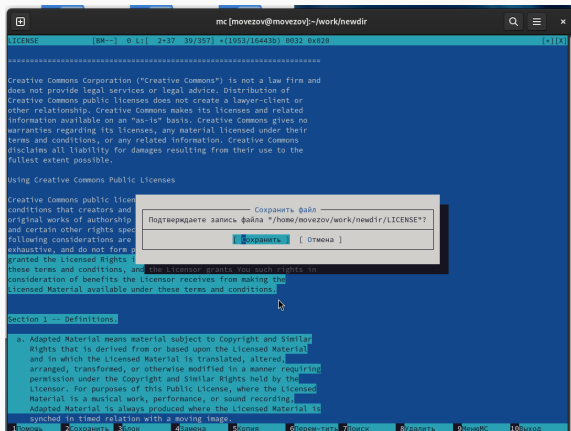 mc [movezov@movezov]:~/work/newdir
LICENSE [BM--] 0 L:[ 2+37 39/357] *(1953/16443b) 0032 0x020 [*][X]
=======================================================================
Creative Commons Corporation ("Creative Commons") is not a law firm and
does not provide legal services or legal advice. Distribution of
Creative Commons public licenses does not create a lawyer-client or
other relationship. Creative Commons makes its licenses and related
information available on an "as-is" basis. Creative Commons gives no
warranties regarding its licenses, any material licensed under their
terms and conditions, or any related information. Creative Commons
disclaims all liability for damages resulting from their use to the
fullest extent possible.
Using Creative Commons Public Licenses
Creative Commons public licen
conditions that creators and
original works of authorship
and certain other rights spec
following considerations are
exhaustive, and do not form p
Сохранить файл
Подтверждаете запись файла "/home/movezov/work/newdir/LICENSE"?
[ Сохранить ] [ Отмена ]
granted the Licensed Rights i
these terms and conditions, and the Licensor grants You such rights in
consideration of benefits the Licensor receives from making the
Licensed Material available under these terms and conditions.
Section 1 -- Definitions.
a. Adapted Material means material subject to Copyright and Similar
Rights that is derived from or based upon the Licensed Material
and in which the Licensed Material is translated, altered,
arranged, transformed, or otherwise modified in a manner requiring
permission under the Copyright and Similar Rights held by the
Licensor. For purposes of this Public License, where the Licensed
Material is a musical work, performance, or sound recording,
Adapted Material is always produced where the Licensed Material is
synched in timed relation with a moving image.
1Помощь 2Сохранить 3Блок 4Замена 5Копия 6Перем-тить 7Поиск 8Удалить 9МенюMC 10Выход